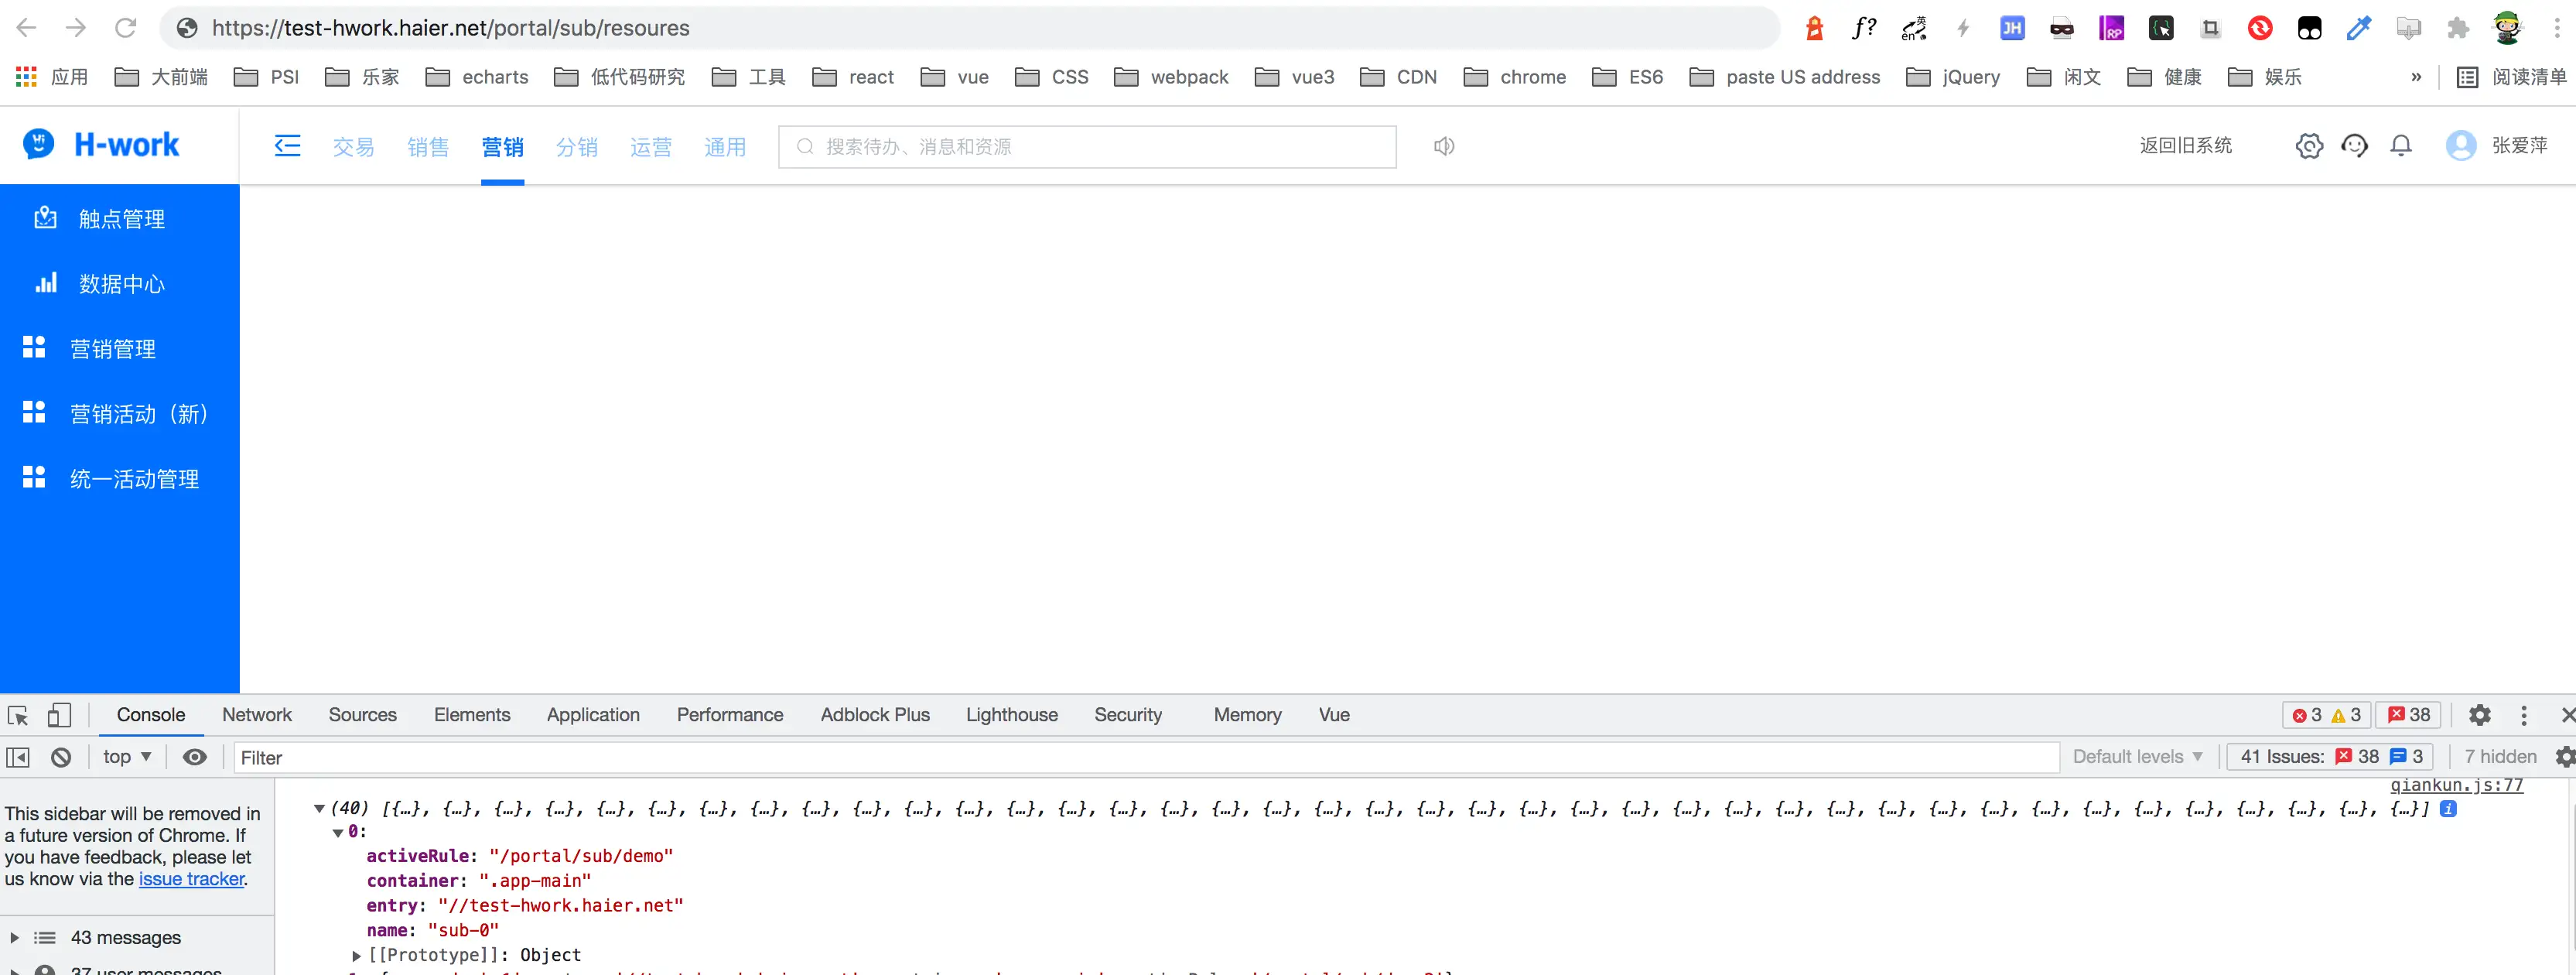 https://test-hwork.haier.net/portal/sub/resoures
应用 大前端 PSI 乐家 echarts 低代码研究 工具 react vue CSS webpack vue3 CDN chrome ES6 paste US address jQuery 闲文 健康 娱乐 » 阅读清单
H-work 交易 销售 营销 分销 运营 通用 搜索待办、消息和资源 返回旧系统 张爱萍
触点管理
数据中心
营销管理
营销活动（新）
统一活动管理
Console Network Sources Elements Application Performance Adblock Plus Lighthouse Security Memory Vue 3 3 38
top Filter Default levels 41 Issues: 38 3 7 hidden
qiankun.js:77
This sidebar will be removed in a future version of Chrome. If you have feedback, please let us know via the issue tracker.
(40) [{…}, {…}, {…}, {…}, {…}, {…}, {…}, {…}, {…}, {…}, {…}, {…}, {…}, {…}, {…}, {…}, {…}, {…}, {…}, {…}, {…}, {…}, {…}, {…}, {…}, {…}, {…}, {…}, {…}, {…}, {…}, {…}, {…}, {…}, {…}, {…}, {…}, {…}, {…}, {…}]
0:
activeRule: "/portal/sub/demo"
container: ".app-main"
entry: "//test-hwork.haier.net"
name: "sub-0"
[[Prototype]]: Object
43 messages
37 user messages